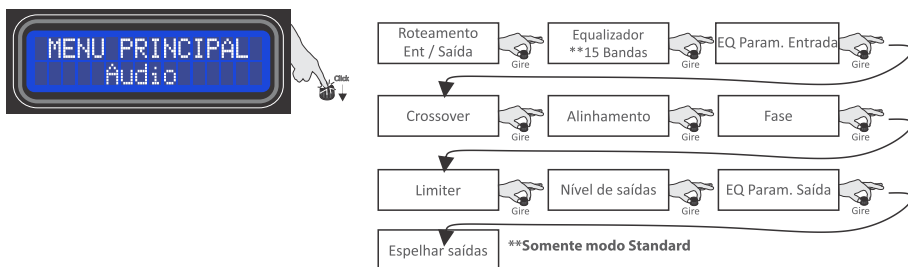 MENU PRINCIPAL
Audio
Click
Roteamento
Ent / Saída
Gire
Equalizador
**15 Bandas
Gire
EQ Param. Entrada
Gire
Crossover
Gire
Alinhamento
Gire
Fase
Gire
Limiter
Gire
Nível de saídas
Gire
EQ Param. Saída
Gire
Espelhar saídas
**Somente modo Standard